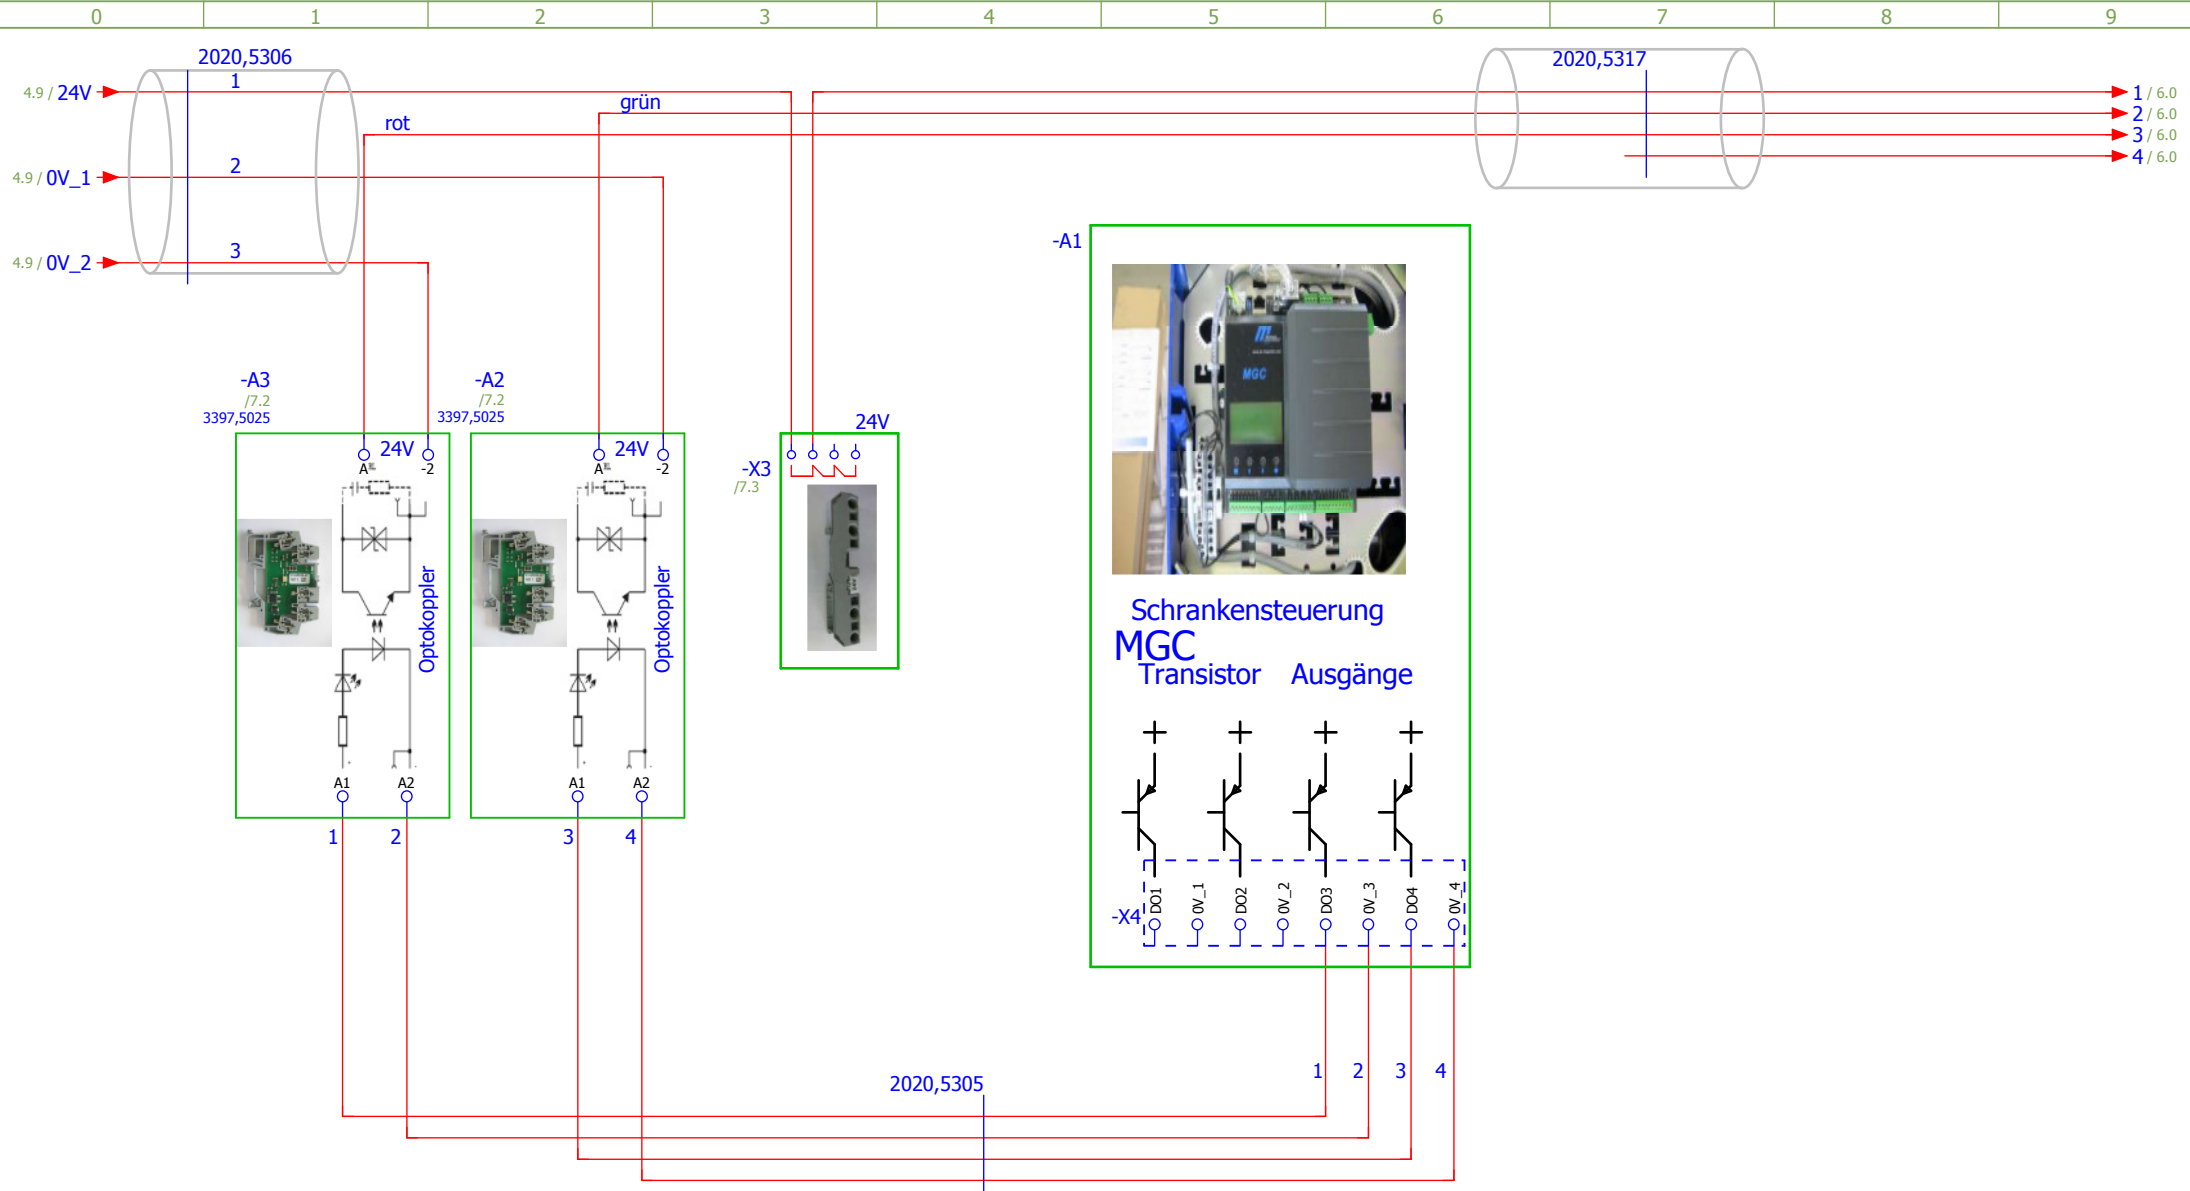 0 1 2 3 4 5 6 7 8 9
2020,5306
2020,5317
4.9 / 24V
1
1 / 6.0
grün
2 / 6.0
rot
3 / 6.0
4 / 6.0
4.9 / 0V_1
2
4.9 / 0V_2
3
-A1
-A3
/7.2
3397,5025
-A2
/7.2
3397,5025
24V
24V
-2
24V
-2
-X3
/7.3
MGC
Optokoppler
Optokoppler
Schrankensteuerung
MGC
Transistor Ausgänge
A1 A2
A1 A2
1 2
3 4
-X4
DO1 0V_1 DO2 0V_2 DO3 0V_3 DO4 0V_4
1 2 3 4
2020,5305